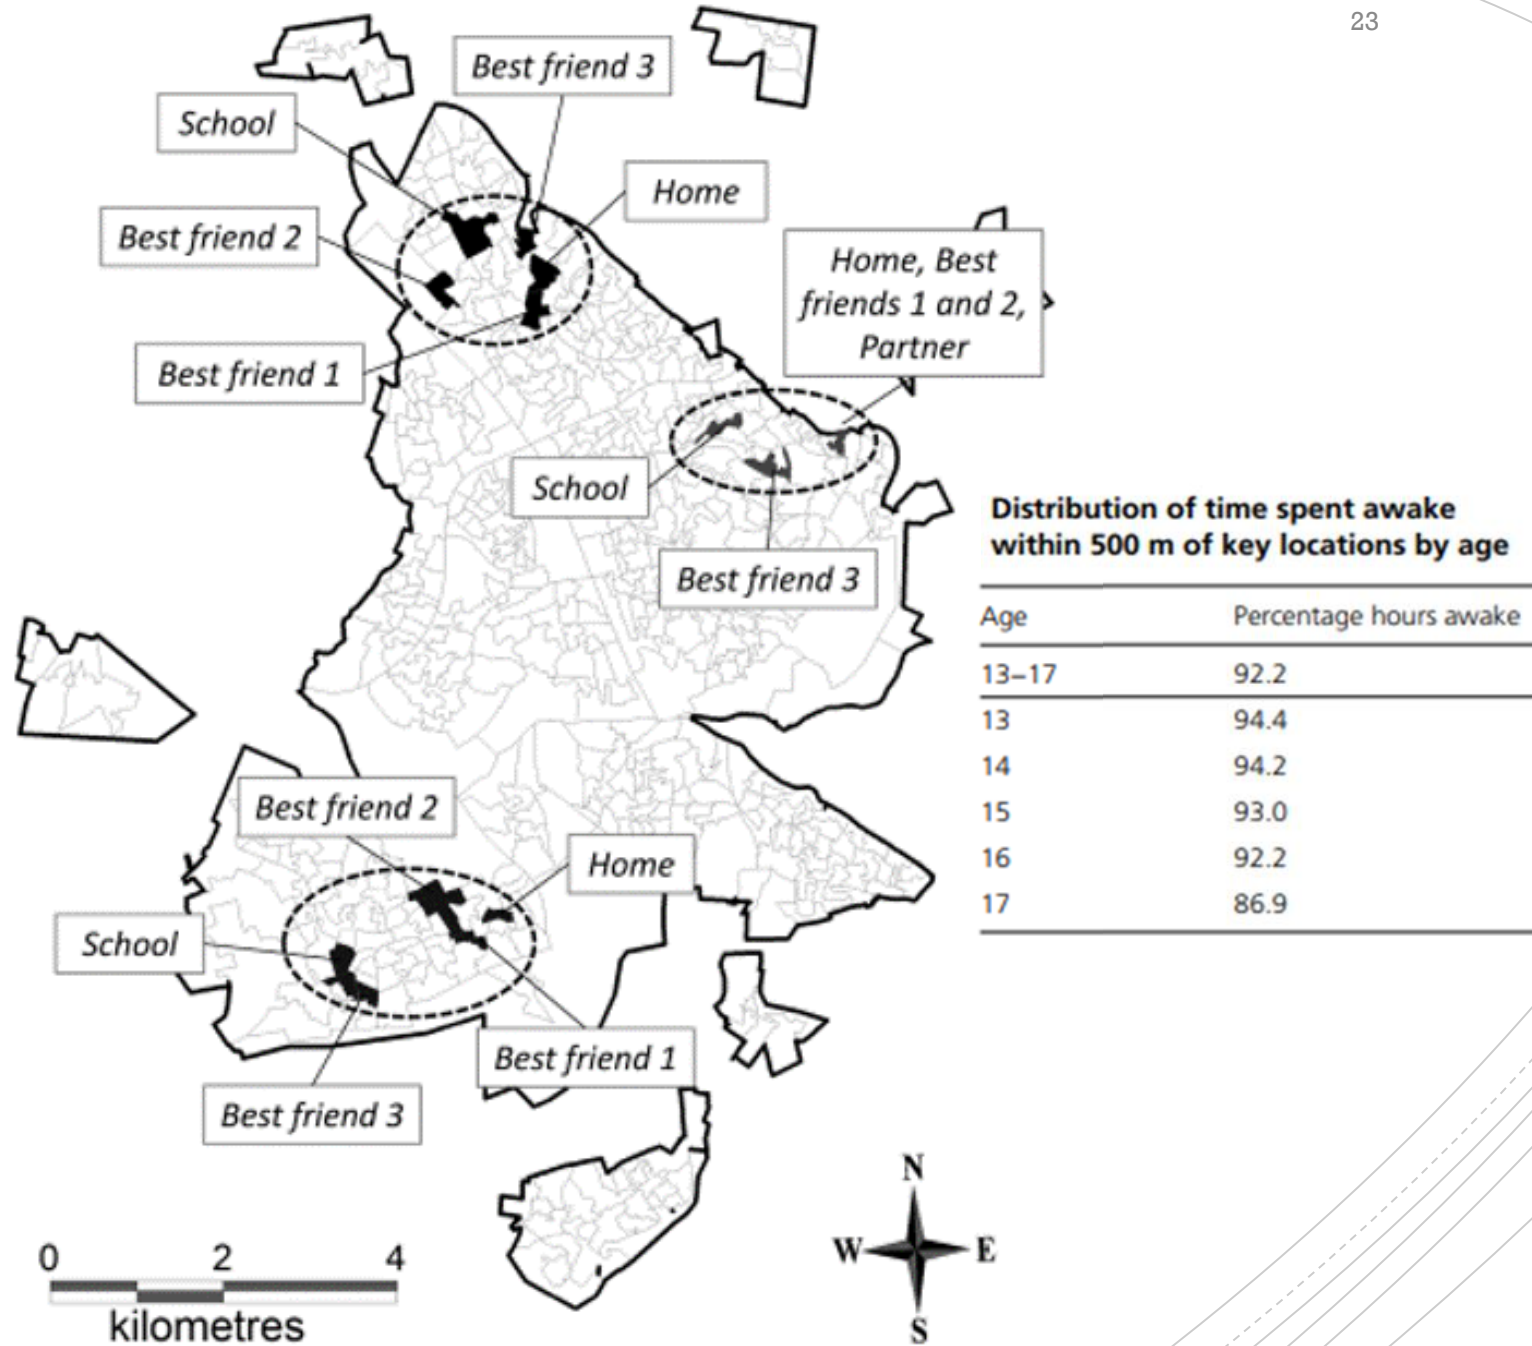 23
Best friend 3
School
Home
Best friend 2
Home, Best
friends 1 and 2,
Partner
Best friend 1
School
Best friend 3
Distribution of time spent awake
within 500 m of key locations by age
Age Percentage hours awake
13–17 92.2
13 94.4
14 94.2
15 93.0
16 92.2
17 86.9
Best friend 2
Home
School
Best friend 1
Best friend 3
N
W E
S
0 2 4
kilometres